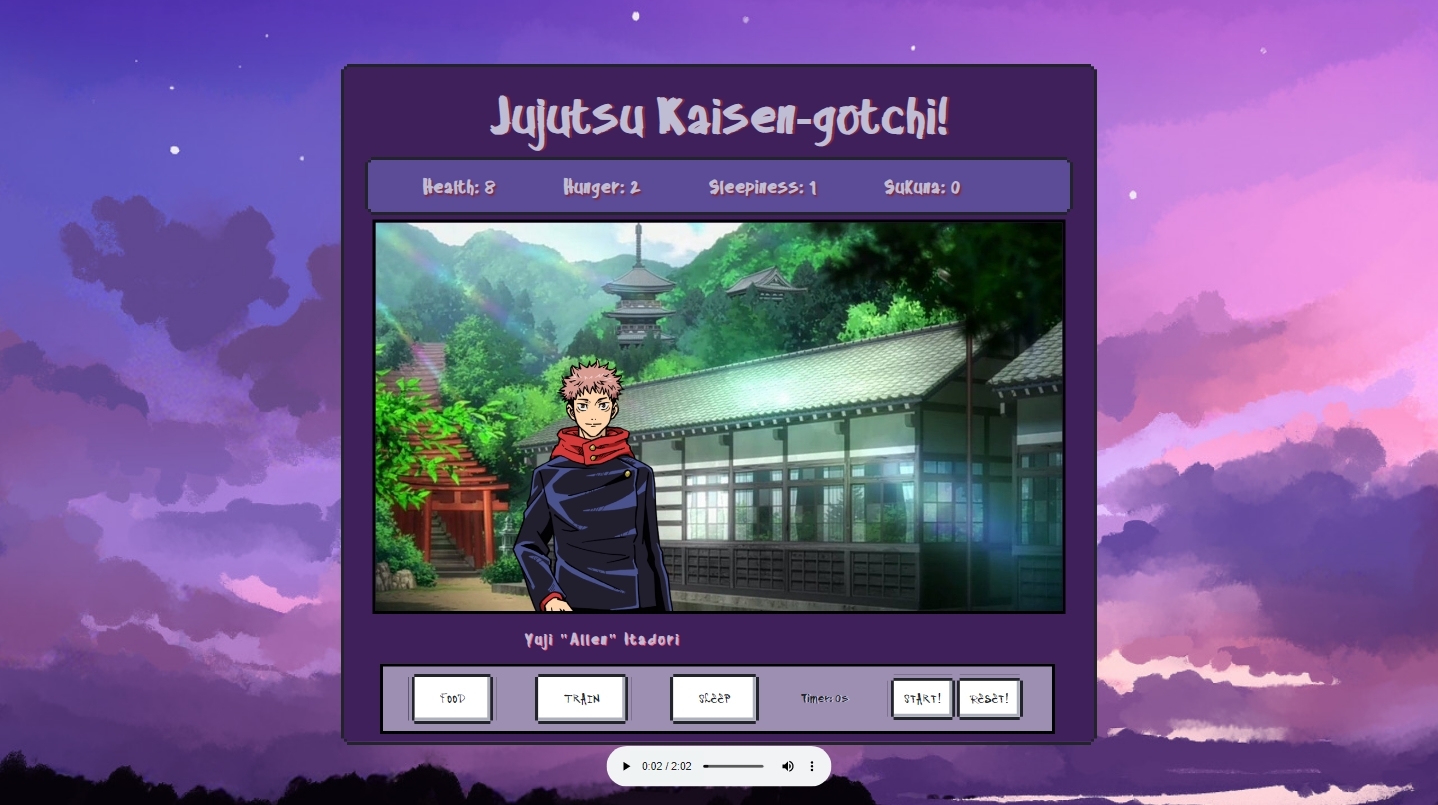 Jujutsu Kaisen-gotchi!
Health: 8 Hunger: 2 Sleepiness: 1 Sukuna: 0
Yuji "Allen" Itadori
FOOD TRAIN SLEEP Timer: 0s START! RESET!
0:02 / 2:02